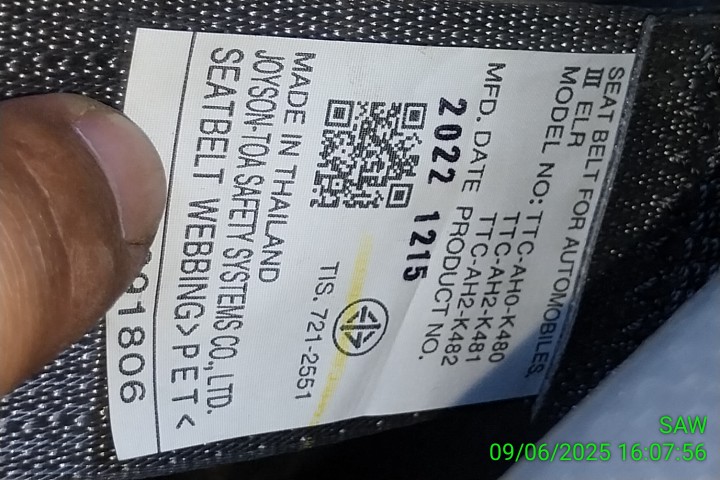 SEAT BELT FOR AUTOMOBILES,
III ELR
MODEL NO: TTC-AH0-K480
TTC-AH2-K481
TTC-AH2-K482
MFD. DATE PRODUCT NO.
2022 1215
TIS. 721-2551
MADE IN THAILAND
JOYSON-TOA SAFETY SYSTEMS CO., LTD.
SEATBELT WEBBING>PET<
01806
SAW
09/06/2025 16:07:56